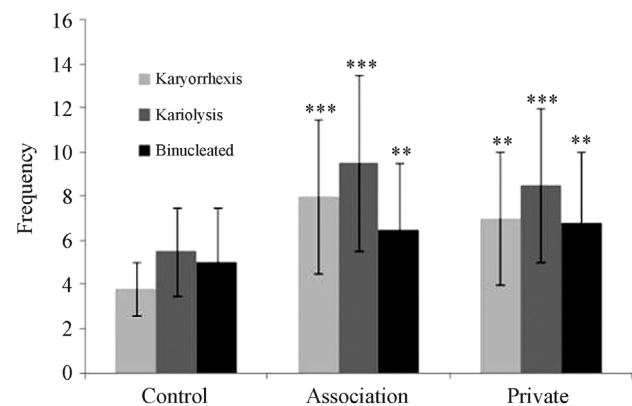 16
14
12
10
8
6
4
2
0
Frequency
Karyorrhexis
Kariolysis
Binucleated
*** *** **
** *** **
Control Association Private